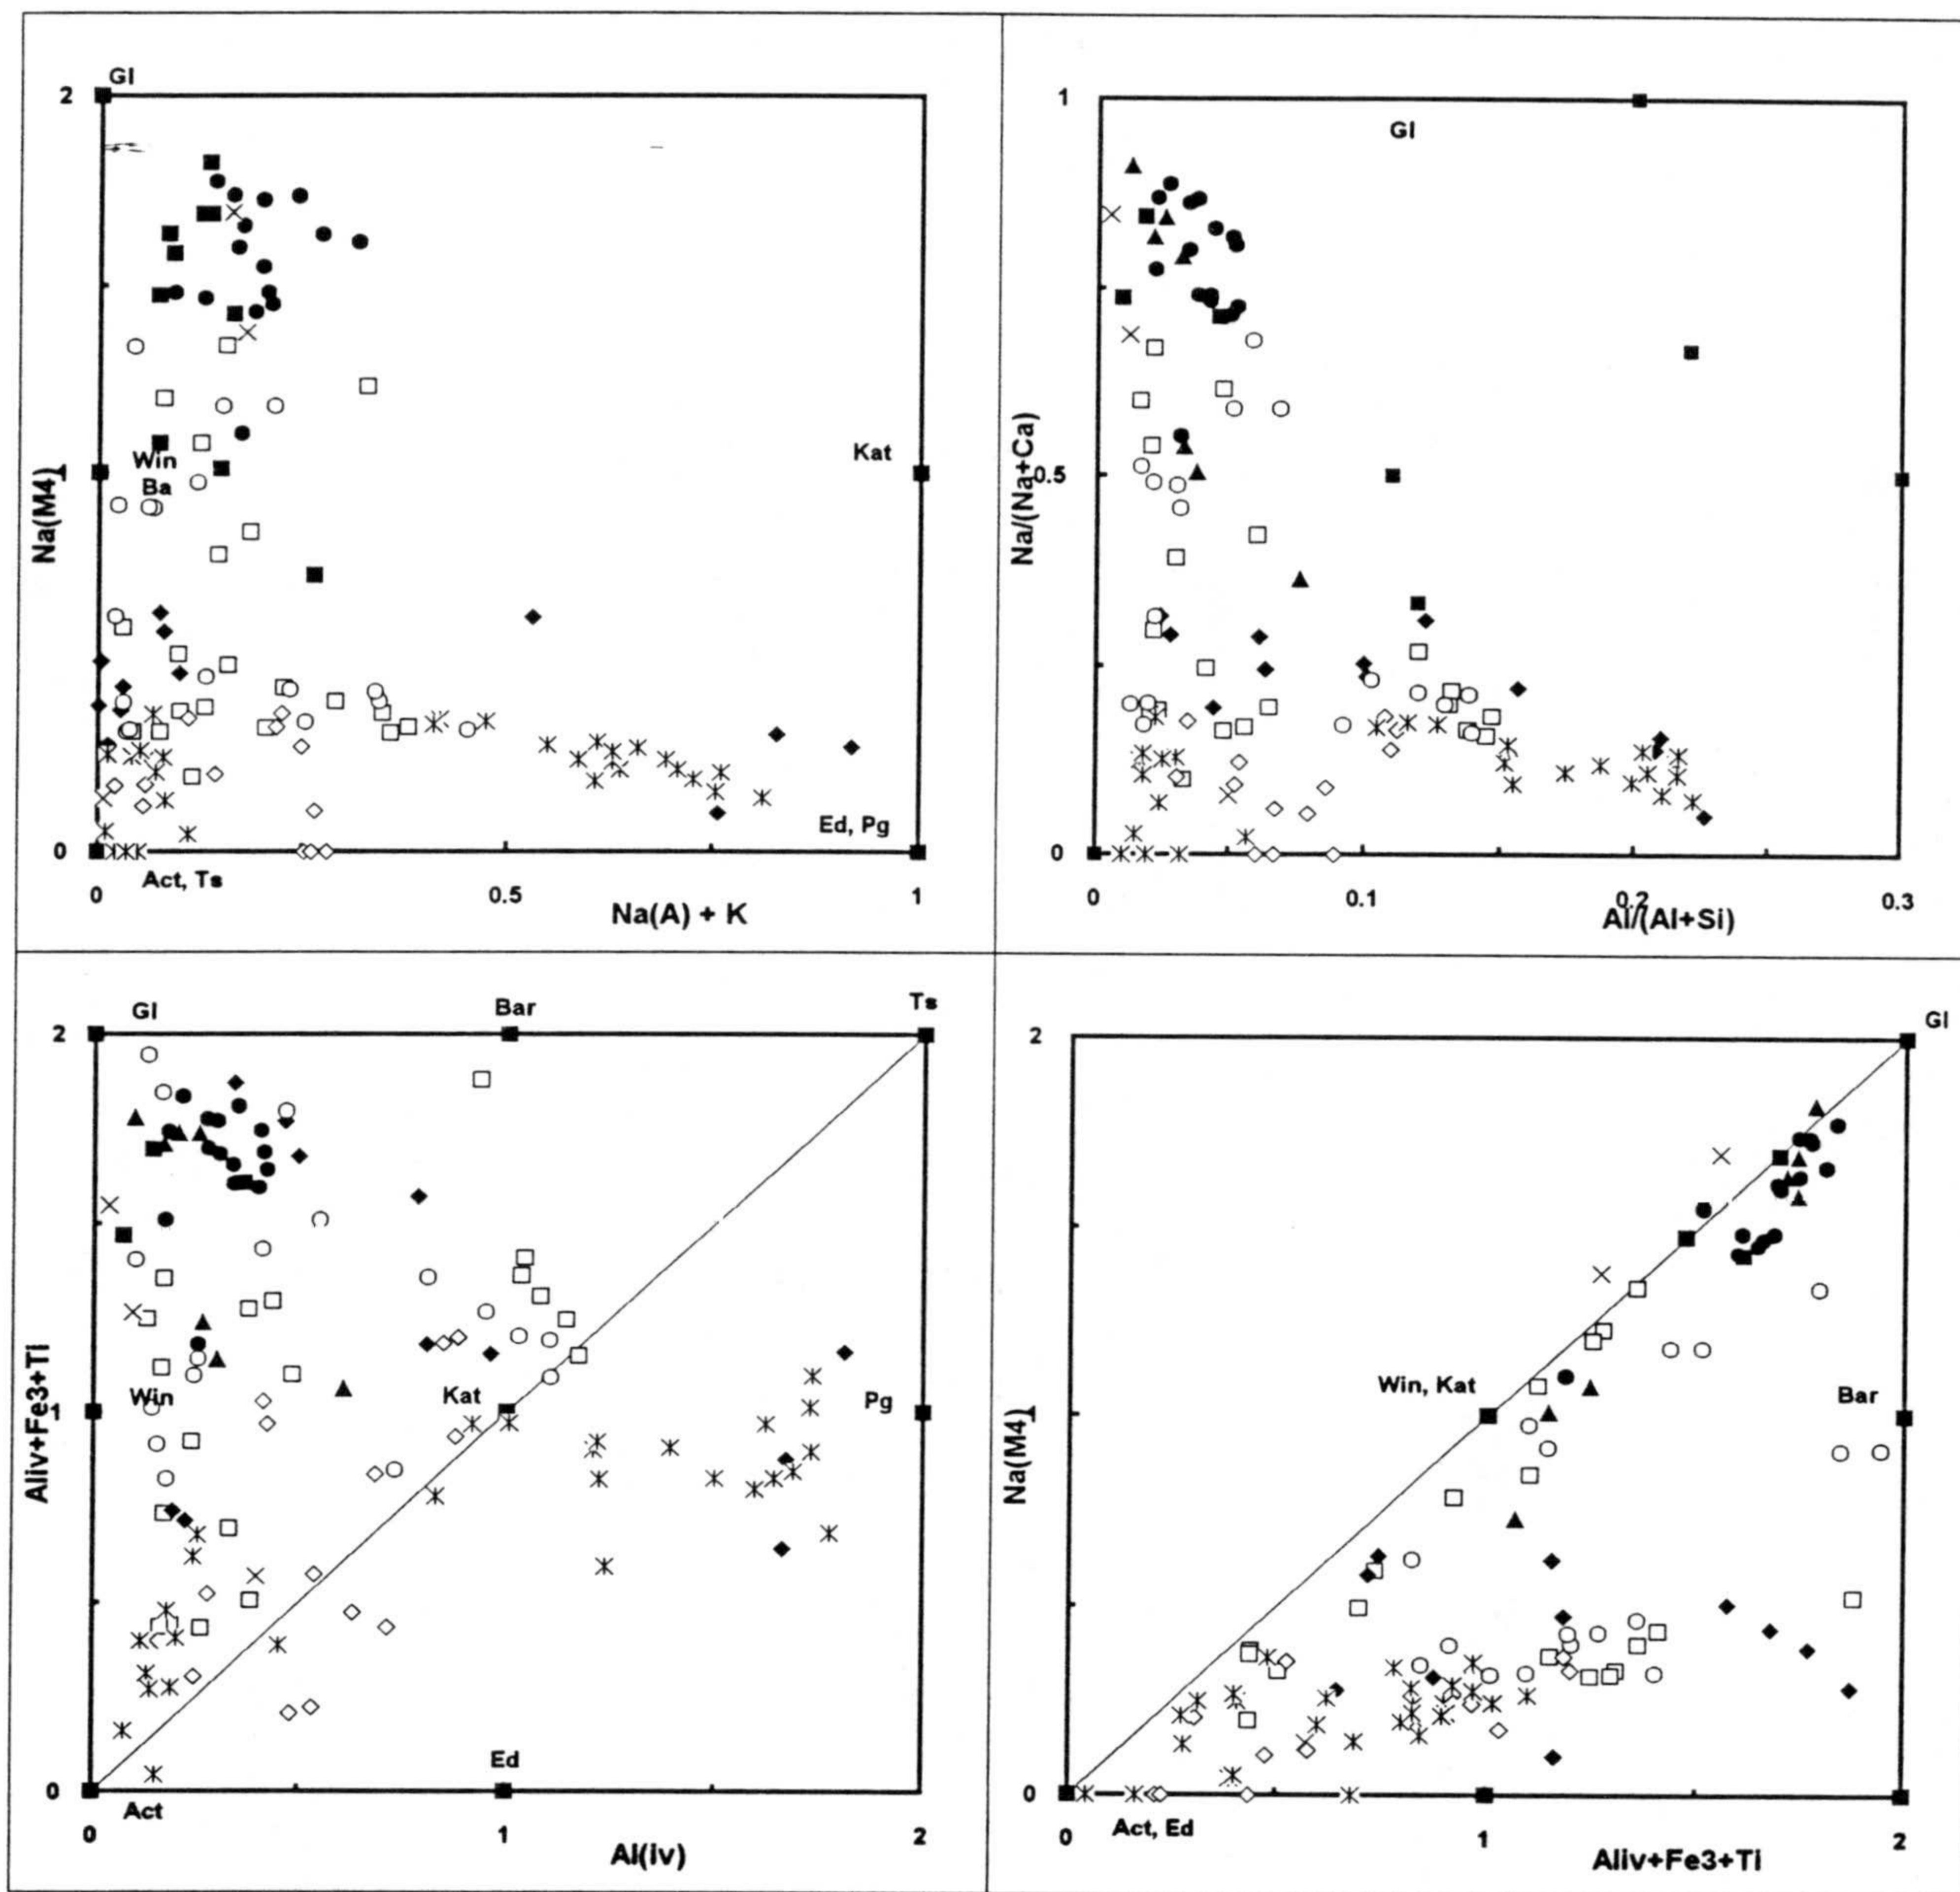 Gl
2
Na(M4)
1
Win
Ba
Kat
Ed, Pg
0
Act, Ts
0
0.5
1
Na(A) + K
1
Gl
Na/(Na+Ca)
0.5
0
0
0.1
0.2
0.3
Al/(Al+Si)
Gl
Bar
Ts
2
Aliv+Fe3+Ti
1
Win
Kat
Pg
Ed
0
Act
0
1
2
Al(iv)
Gl
2
Win, Kat
Bar
Na(M4)
1
0
Act, Ed
0
1
2
Aliv+Fe3+Ti